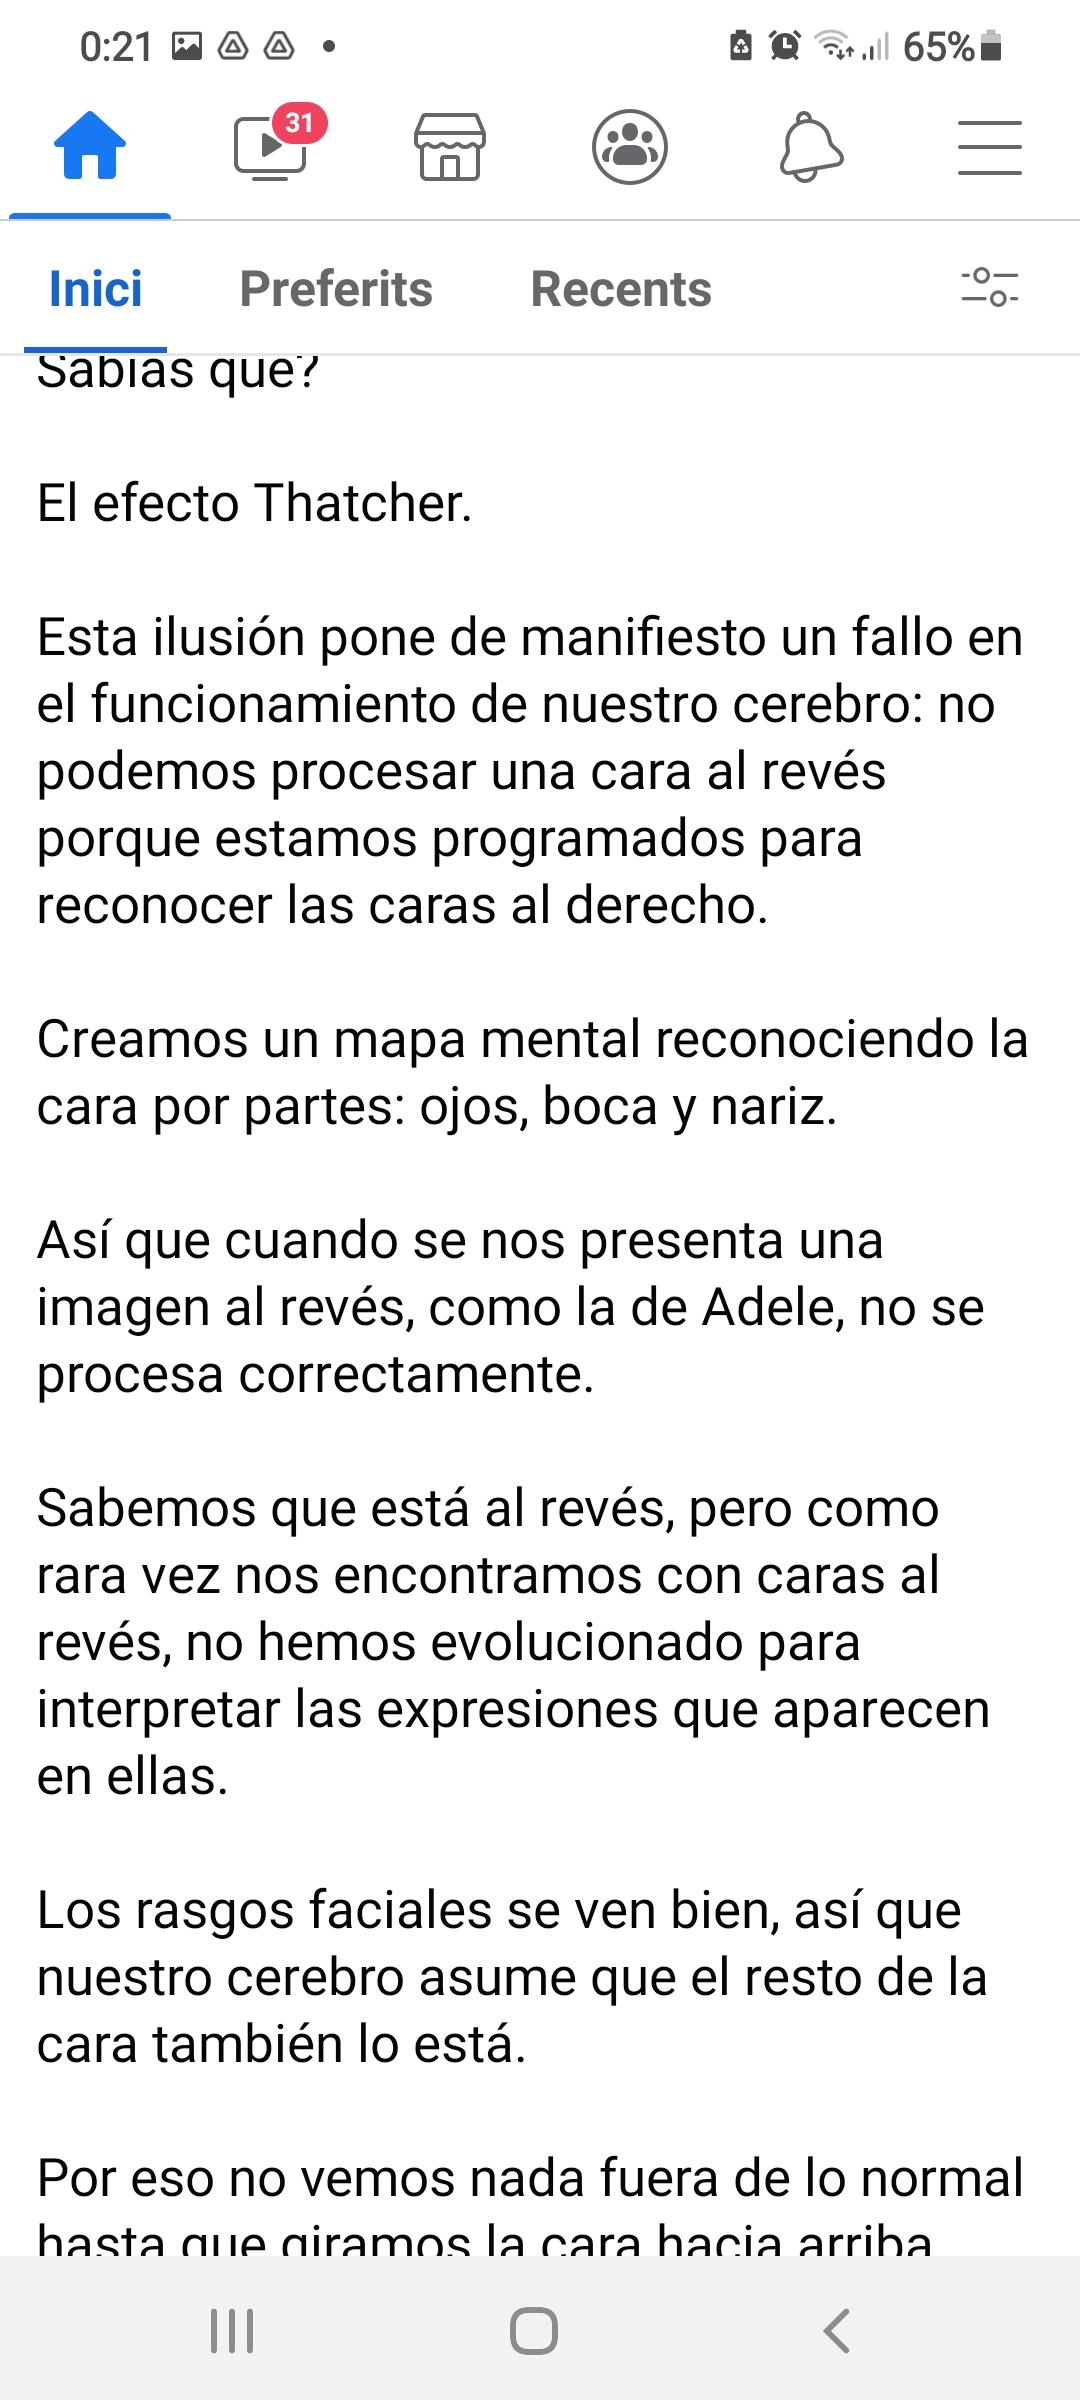 0:21
65%
31
Inici Preferits Recents
Sabías que?
El efecto Thatcher.
Esta ilusión pone de manifiesto un fallo en
el funcionamiento de nuestro cerebro: no
podemos procesar una cara al revés
porque estamos programados para
reconocer las caras al derecho.
Creamos un mapa mental reconociendo la
cara por partes: ojos, boca y nariz.
Así que cuando se nos presenta una
imagen al revés, como la de Adele, no se
procesa correctamente.
Sabemos que está al revés, pero como
rara vez nos encontramos con caras al
revés, no hemos evolucionado para
interpretar las expresiones que aparecen
en ellas.
Los rasgos faciales se ven bien, así que
nuestro cerebro asume que el resto de la
cara también lo está.
Por eso no vemos nada fuera de lo normal
hasta que giramos la cara hacia arriba